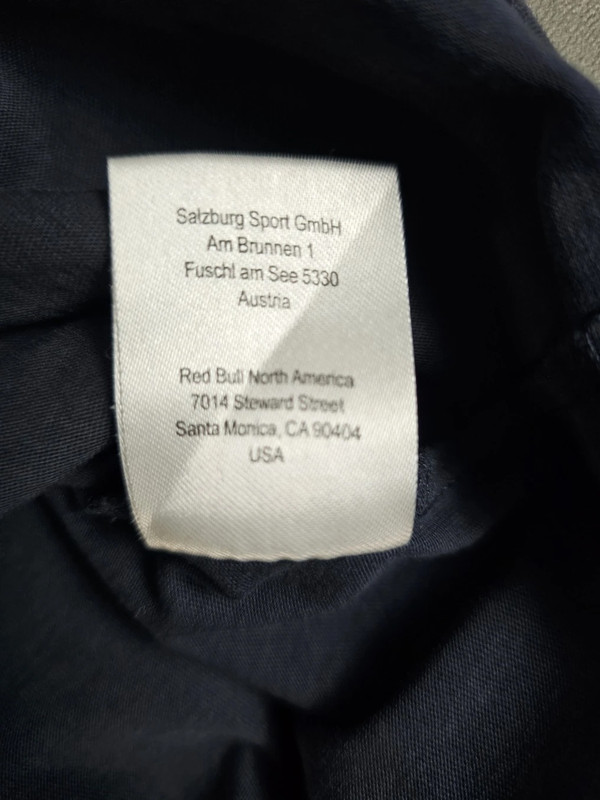 Salzburg Sport GmbH
Am Brunnen 1
Fuschl am See 5330
Austria
Red Bull North America
7014 Steward Street
Santa Monica, CA 90404
USA